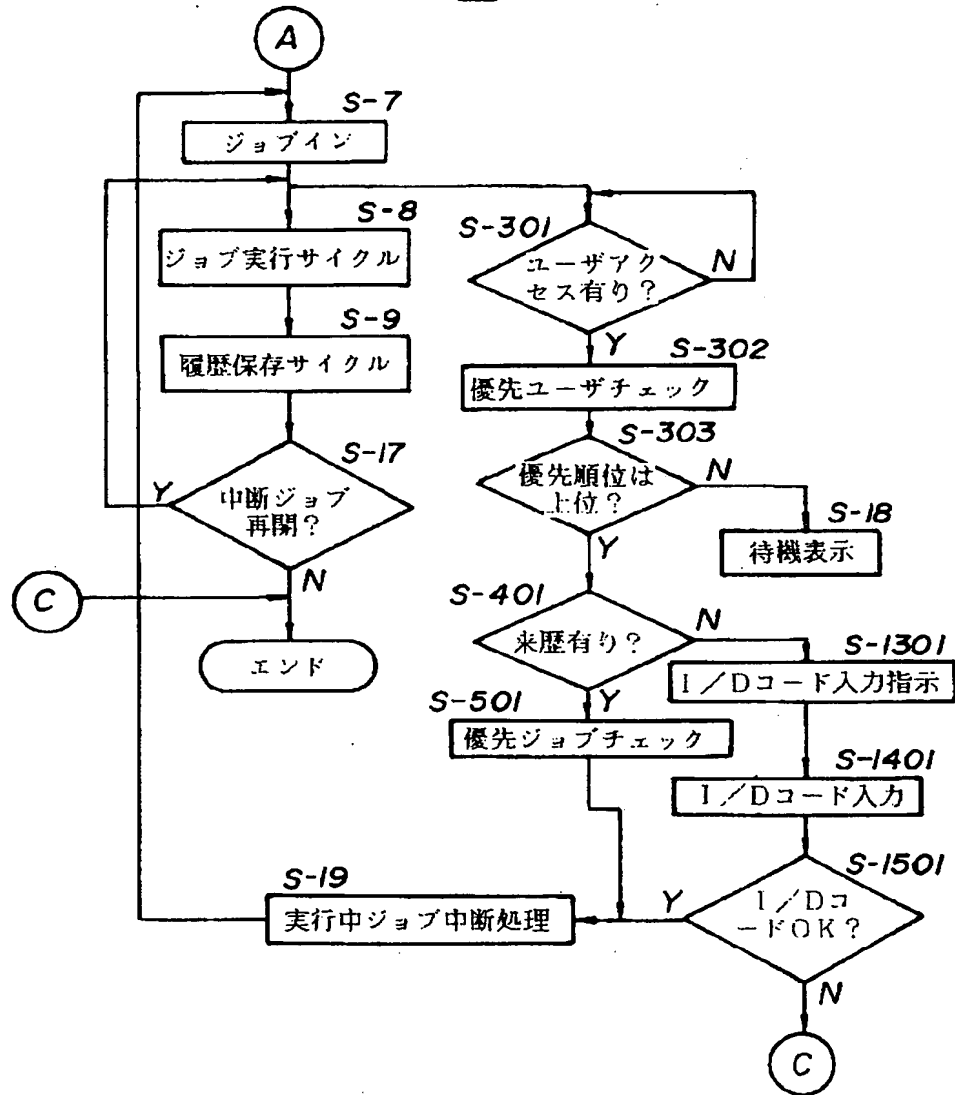 A
S-7
ジョブイン
S-8
ジョブ実行サイクル
S-9
履歴保存サイクル
S-17
中断ジョブ
再開?
Y
N
C
エンド
S-301
ユーザアク
セス有り?
N
Y
S-302
優先ユーザチェック
S-303
優先順位は
上位?
N
Y
S-18
待機表示
S-401
来歴有り?
N
Y
S-501
優先ジョブチェック
S-1301
I/Dコード入力指示
S-1401
I/Dコード入力
S-1501
I/Dコ
ードOK?
Y
N
S-19
実行中ジョブ中断処理
C